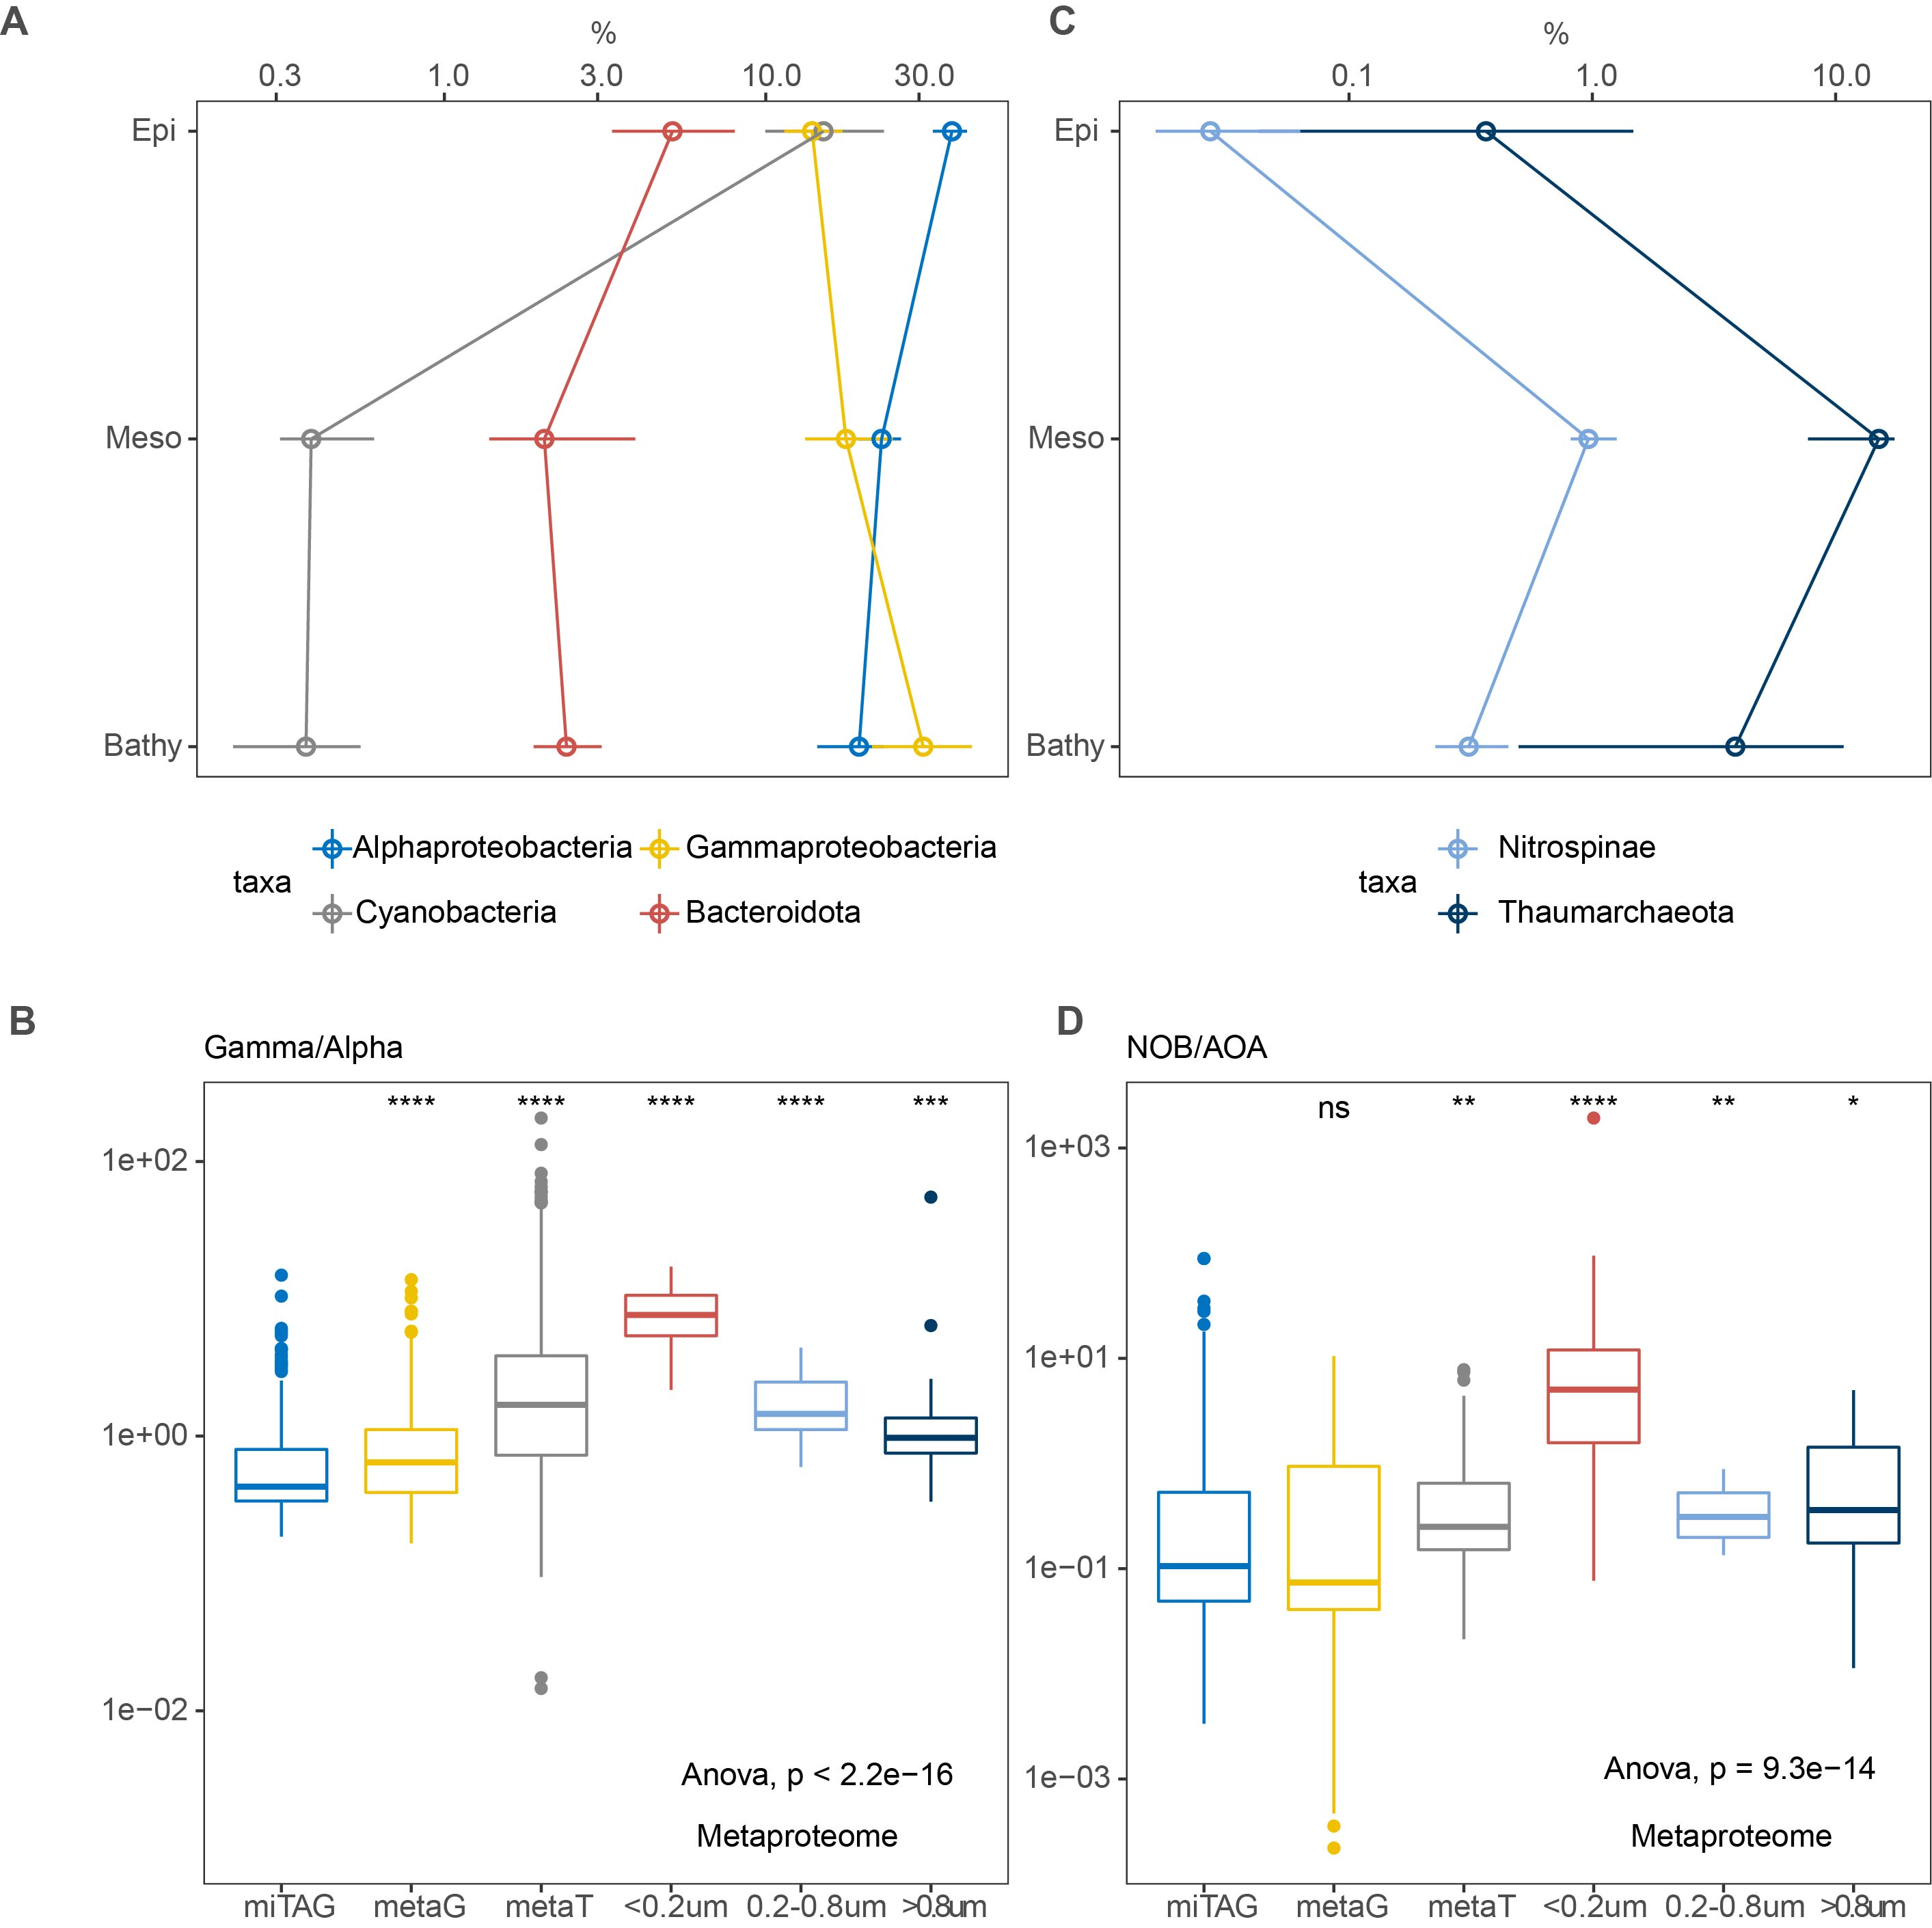 A
%
0.3 1.0 3.0 10.0 30.0
Epi
Meso
Bathy
taxa
Alphaproteobacteria
Gammaproteobacteria
Cyanobacteria
Bacteroidota
C
%
0.1 1.0 10.0
Epi
Meso
Bathy
taxa
Nitrospinae
Thaumarchaeota
B
Gamma/Alpha
**** **** **** **** ***
1e+02
1e+00
1e−02
Anova, p < 2.2e−16
Metaproteome
miTAG metaG metaT <0.2um 0.2-0.8um >0.8um
D
NOB/AOA
ns ** **** ** *
1e+03
1e+01
1e−01
1e−03
Anova, p = 9.3e−14
Metaproteome
miTAG metaG metaT <0.2um 0.2-0.8um >0.8um